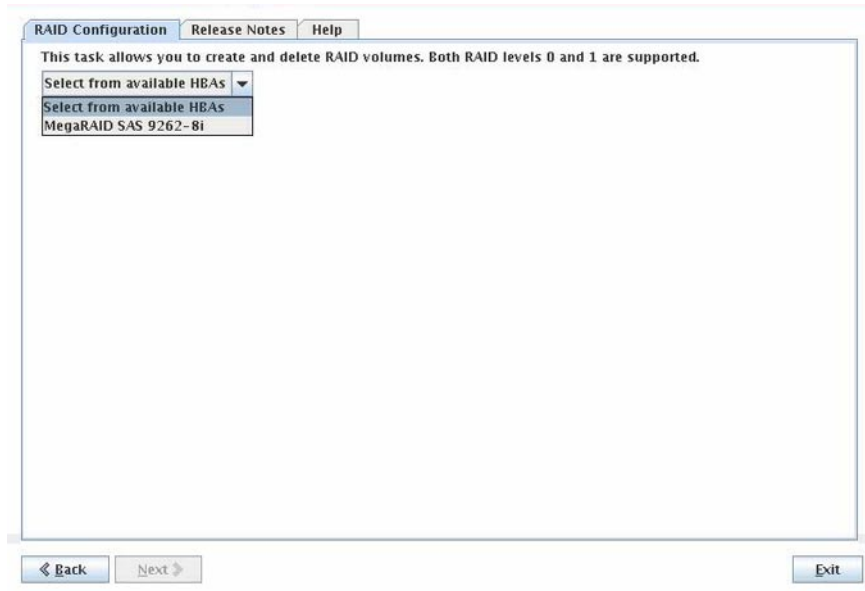 RAID Configuration Release Notes Help
This task allows you to create and delete RAID volumes. Both RAID levels 0 and 1 are supported.
Select from available HBAs
Select from available HBAs
MegaRAID SAS 9262-8i
Back Next Exit